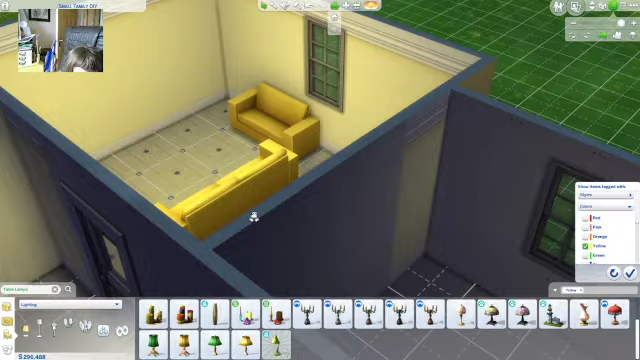 Small Family DIY
Show items tagged with:
Styles
Colors
Red
Pink
Orange
Yellow
Green
Yellow
Table Lamps
Lighting
§296,488